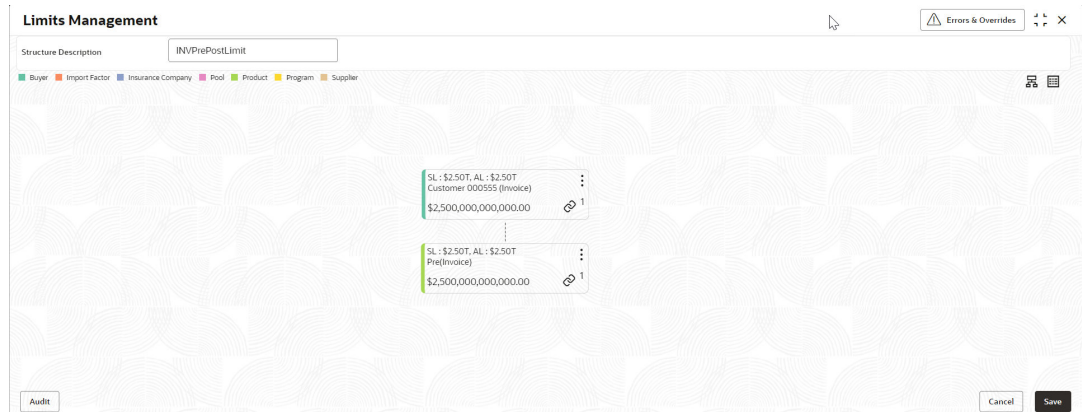 Limits Management
Errors & Overrides
Structure Description
INVPrePostLimit
Buyer Import Factor Insurance Company Pool Product Program Supplier
SL : $2.50T, AL : $2.50T
Customer 000555 (Invoice)
$2,500,000,000,000.00 1
SL : $2.50T, AL : $2.50T
Pre(Invoice)
$2,500,000,000,000.00 1
Audit Cancel Save